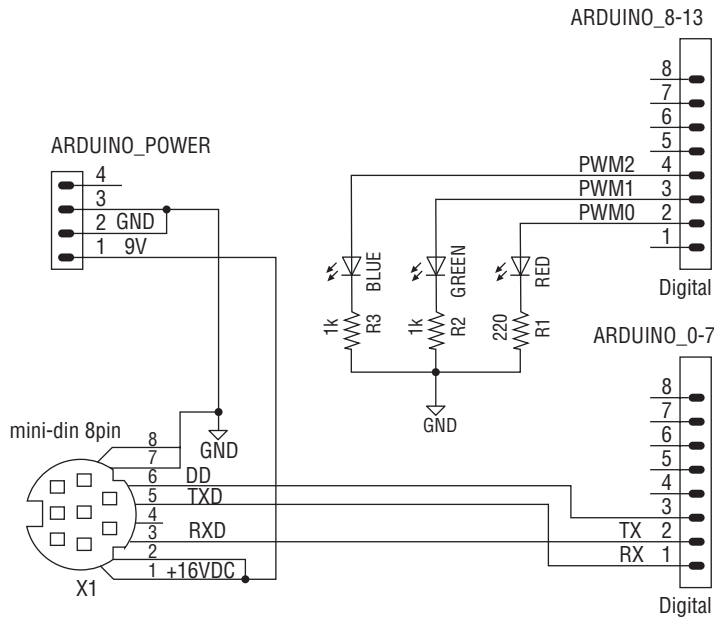 ARDUINO_8-13
8
7
6
5
PWM2 4
PWM1 3
PWM0 2
1
Digital
ARDUINO_POWER
4
3
2 GND
1 9V
BLUE
GREEN
RED
1k R3
1k R2
220 R1
GND
ARDUINO_0-7
8
7
6
5
4
3
TX 2
RX 1
Digital
GND
mini-din 8pin
8
7
6 DD
5 TXD
4
3 RXD
2
1 +16VDC
X1